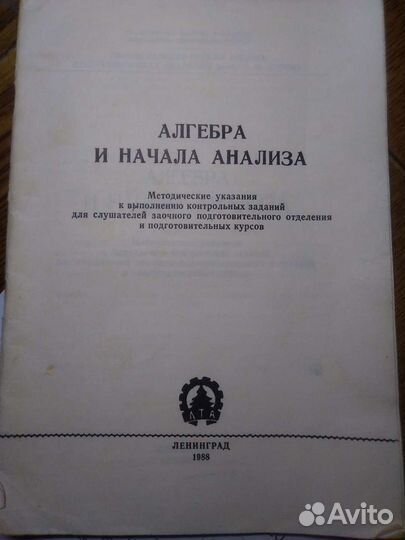 АЛГЕБРА
И НАЧАЛА АНАЛИЗА
Методические указания
к выполнению контрольных заданий
для слушателей заочного подготовительного отделения
и подготовительных курсов
ЛТА
ЛЕНИНГРАД
1988
Avito